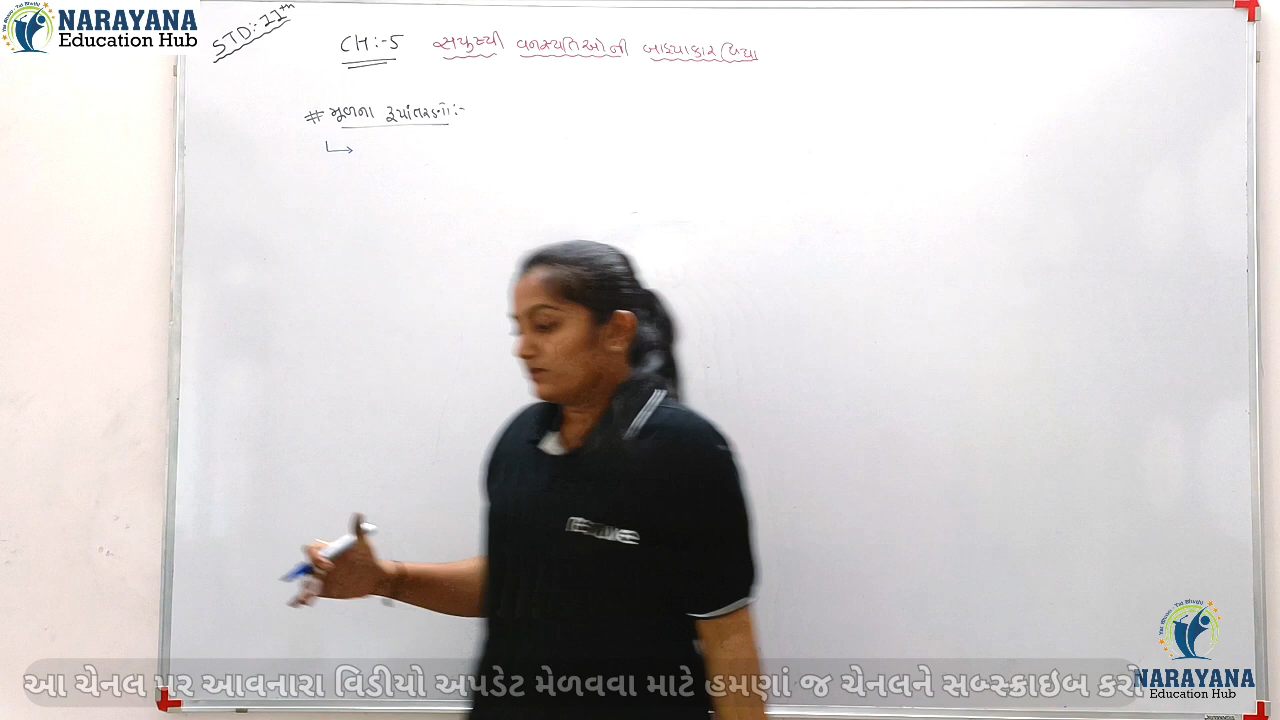 NARAYANA
Education Hub
STD:-11th
CH:-5 સપુષ્પી વનસ્પતિઓની બાહ્યાકારવિદ્યા
# મૂળના રૂપાંતરણો:-
આ ચેનલ પર આવનારા વિડીયો અપડેટ મેળવવા માટે હમણાં જ ચેનલને સબ્સ્ક્રાઇબ કરો
NARAYANA
Education Hub